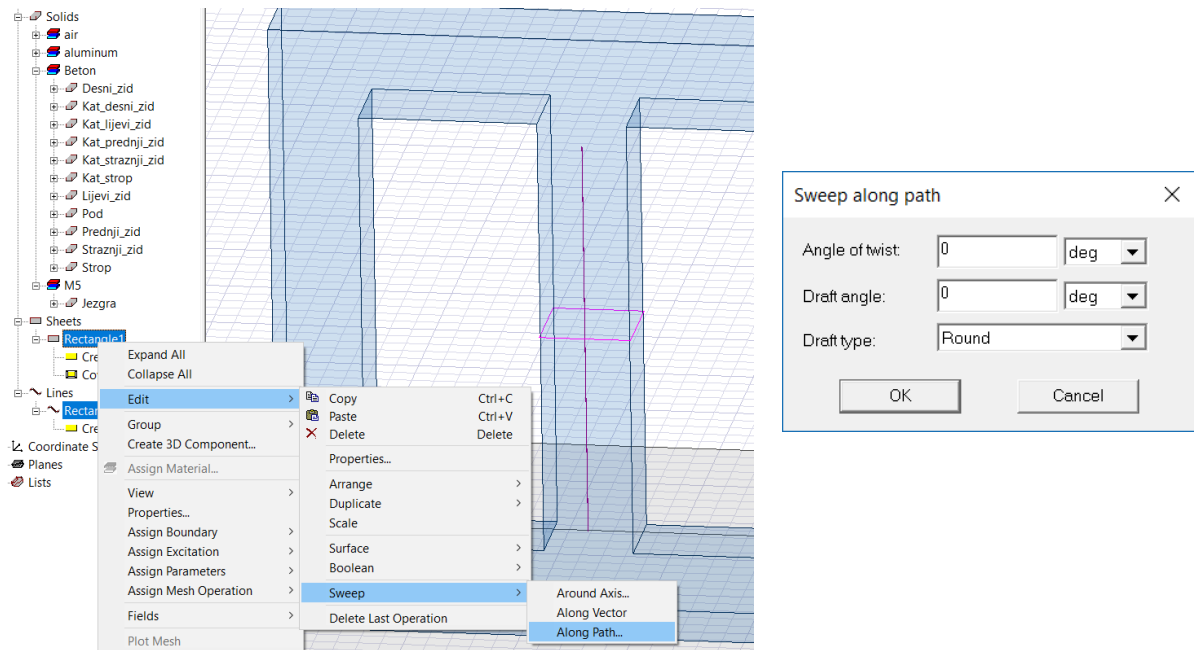 Solids
air
aluminum
Beton
Desni_zid
Kat_desni_zid
Kat_lijevi_zid
Kat_prednji_zid
Kat_straznji_zid
Kat_strop
Lijevi_zid
Pod
Prednji_zid
Straznji_zid
Strop
M5
Jezgra
Sheets
Rectangle1
Cre
Co
Lines
Rectan
Cre
Coordinate S
Planes
Lists
Expand All
Collapse All
Edit
Group
Create 3D Component...
Assign Material...
View
Properties...
Assign Boundary
Assign Excitation
Assign Parameters
Assign Mesh Operation
Fields
Plot Mesh
Copy Ctrl+C
Paste Ctrl+V
Delete Delete
Properties...
Arrange
Duplicate
Scale
Surface
Boolean
Sweep
Delete Last Operation
Around Axis...
Along Vector
Along Path...
Sweep along path
Angle of twist: 0 deg
Draft angle: 0 deg
Draft type: Round
OK Cancel